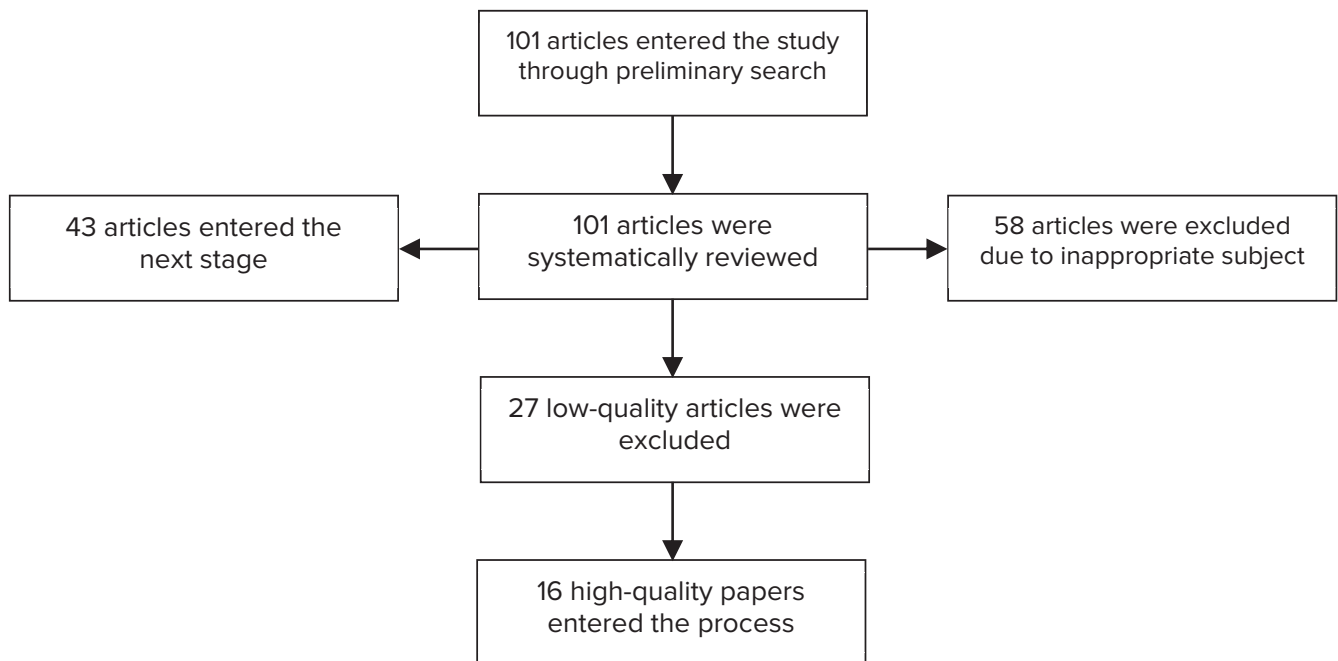 101 articles entered the study
through preliminary search
43 articles entered the
next stage
101 articles were
systematically reviewed
58 articles were excluded
due to inappropriate subject
27 low-quality articles were
excluded
16 high-quality papers
entered the process